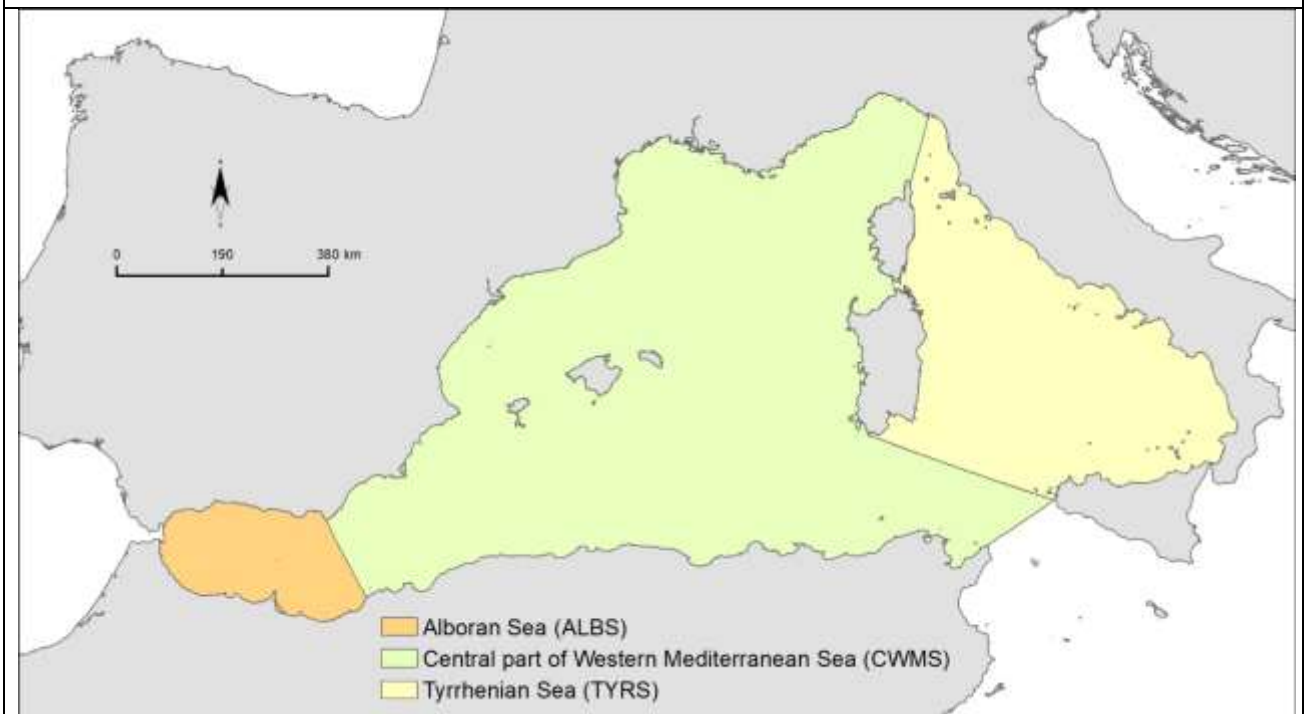 0 190 380 km
Alboran Sea (ALBS)
Central part of Western Mediterranean Sea (CWMS)
Tyrrhenian Sea (TYRS)